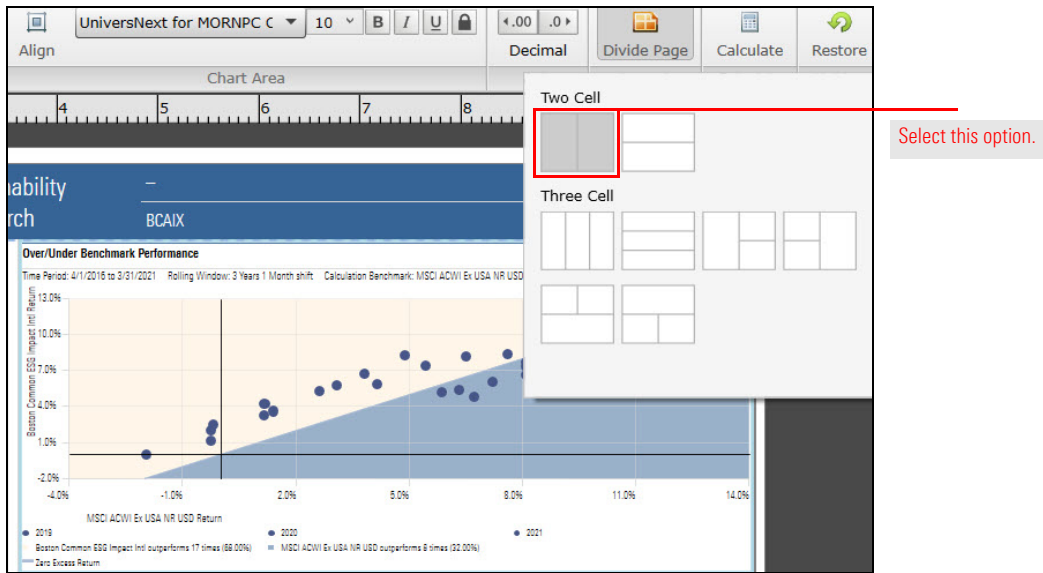 UniversNext for MORNPC C 10 B I U .00 .0
Align Decimal Divide Page Calculate Restore
Chart Area
4 5 6 7 8
Two Cell
Select this option.
Three Cell
nability –
rch BCAIX
Over/Under Benchmark Performance
Time Period: 4/1/2016 to 3/31/2021 Rolling Window: 3 Years 1 Month shift Calculation Benchmark: MSCI ACWI Ex USA NR USD
Boston Common ESG Impact Intl Return
13.0%
10.0%
7.0%
4.0%
1.0%
-2.0%
-4.0% -1.0% 2.0% 5.0% 8.0% 11.0% 14.0%
MSCI ACWI Ex USA NR USD Return
2019 2020 2021
Boston Common ESG Impact Intl outperforms 17 times (68.00%) MSCI ACWI Ex USA NR USD outperforms 8 times (32.00%)
Zero Excess Return